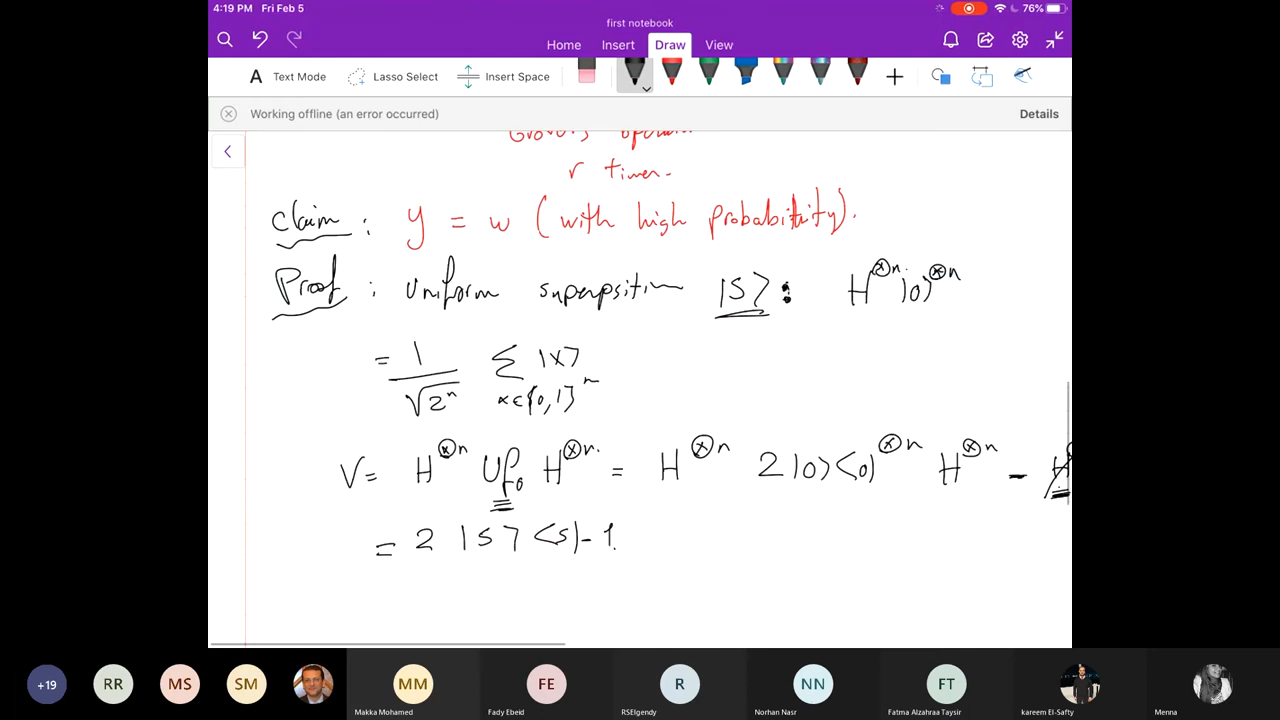 4:19 PM Fri Feb 5
76%
first notebook
Home Insert Draw View
A Text Mode Lasso Select Insert Space
Working offline (an error occurred) Details
r times.
Claim : y = w (with high probability).
Proof : Uniform superpsition |S> : H^⊗n |0>^⊗n
= 1/√2^n Σ x∈{0,1}^n |x>
V = H^⊗n Uf₀ H^⊗n = H^⊗n 2|0><0|^⊗n H^⊗n -
= 2 |S> <S| - 1
+19 RR MS SM MM FE R NN FT
Makka Mohamed Fady Ebeid RSElgendy Norhan Nasr Fatma Alzahraa Taysir kareem El-Safty Menna